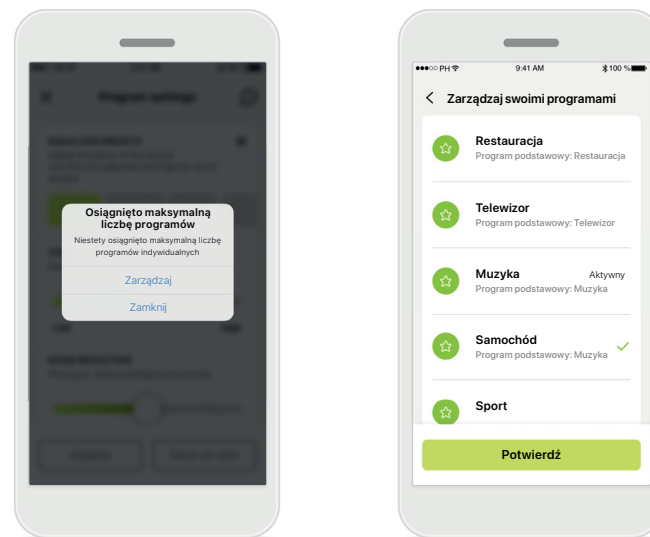 Program settings
Osiągnięto maksymalną
liczbę programów
Niestety osiągnięto maksymalną liczbę
programów indywidualnych
Zarządzaj
Zamknij
PH
9:41 AM
100 %
Zarządzaj swoimi programami
Restauracja
Program podstawowy: Restauracja
Telewizor
Program podstawowy: Telewizor
Muzyka
Aktywny
Program podstawowy: Muzyka
Samochód
Program podstawowy: Muzyka
Sport
Potwierdź